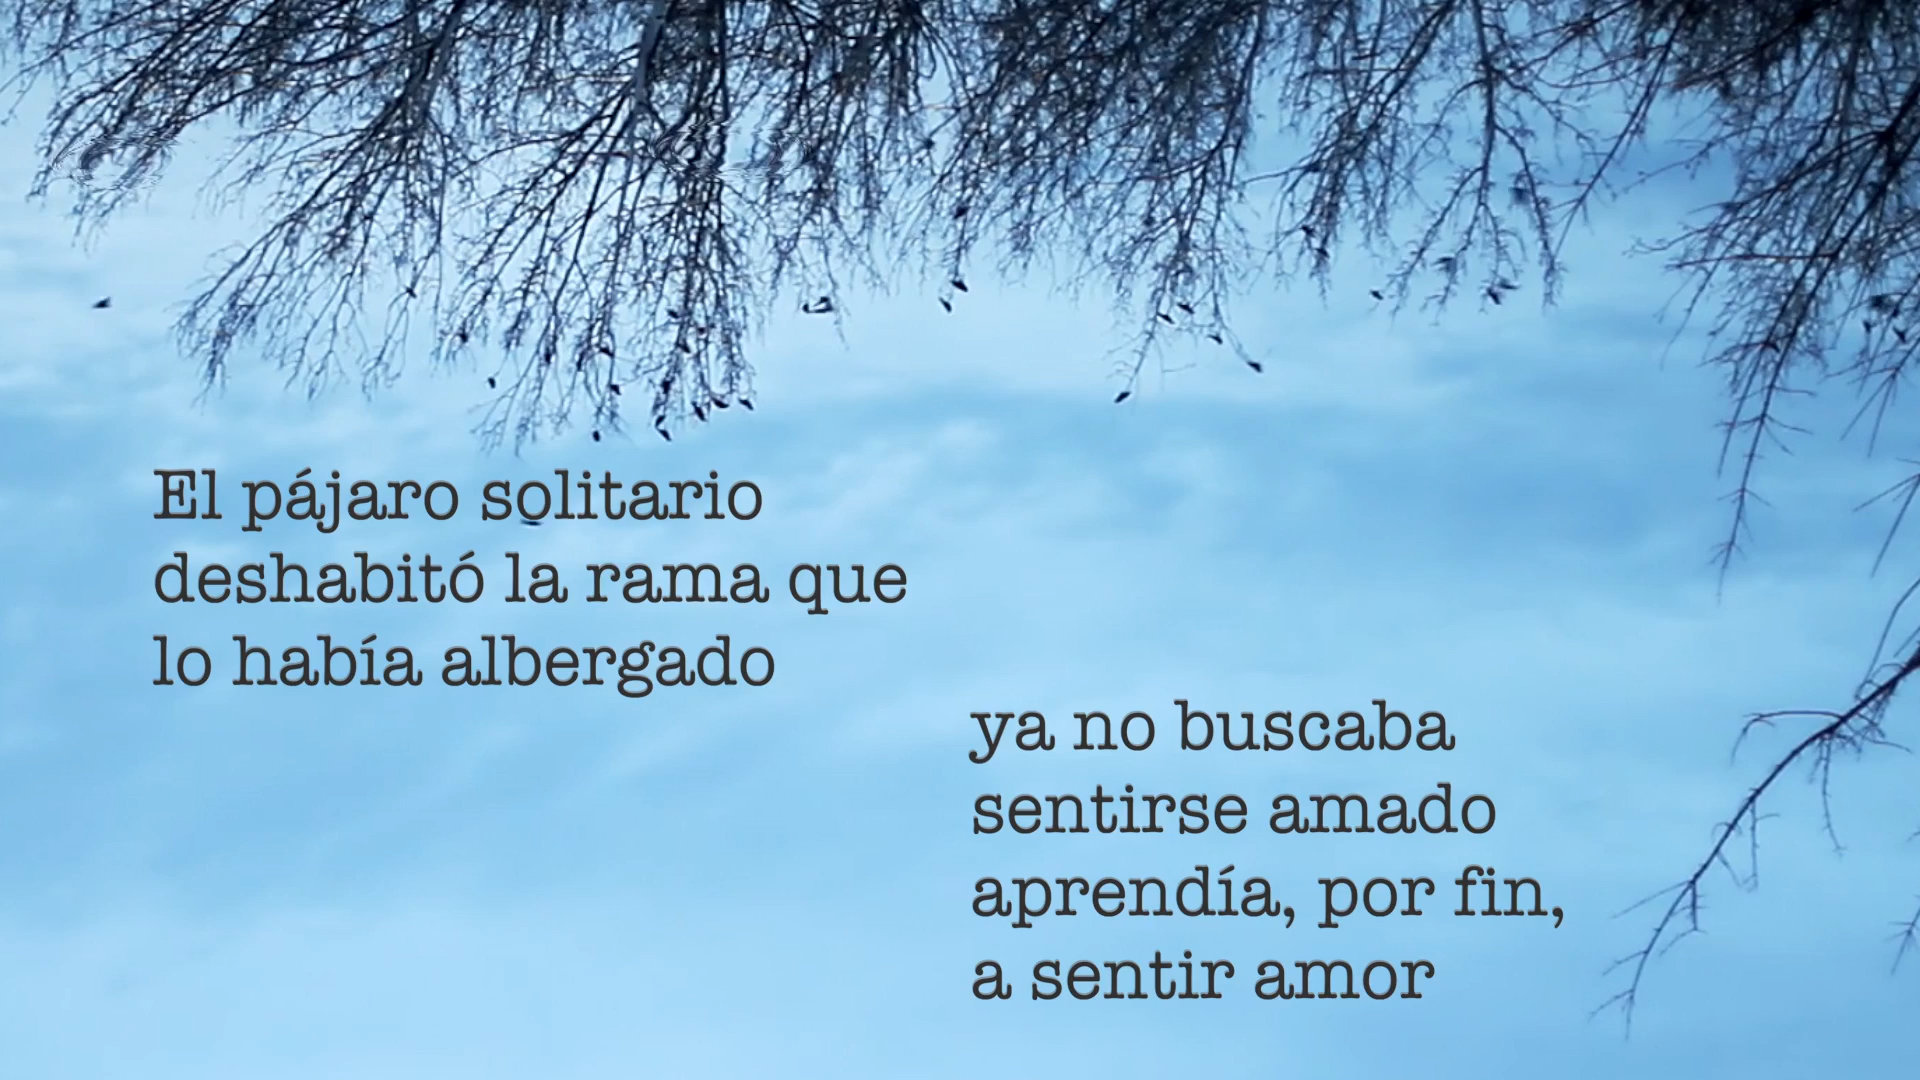 El pájaro solitario
deshabitó la rama que
lo había albergado
ya no buscaba
sentirse amado
aprendía, por fin,
a sentir amor